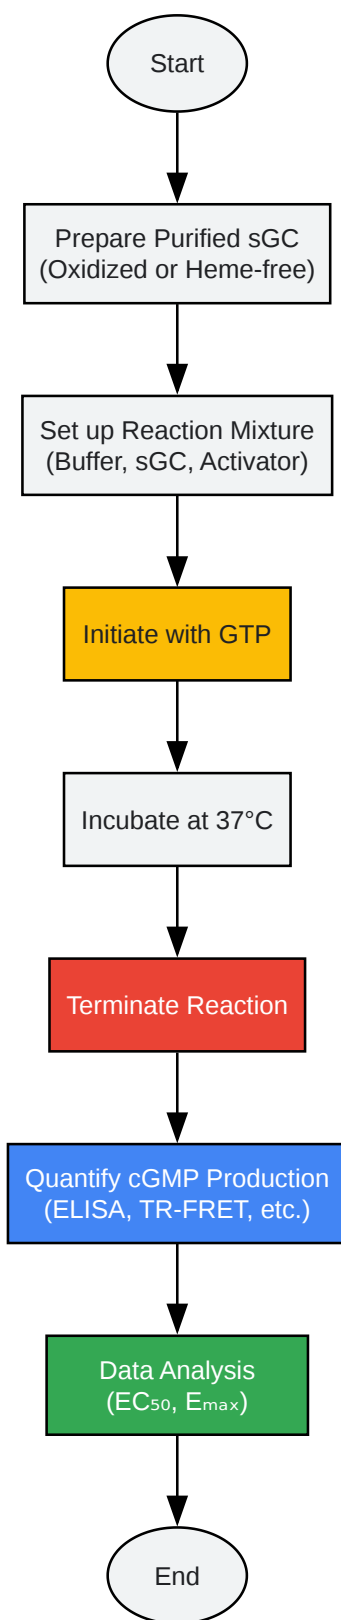 Start
Prepare Purified sGC
(Oxidized or Heme-free)
Set up Reaction Mixture
(Buffer, sGC, Activator)
Initiate with GTP
Incubate at 37°C
Terminate Reaction
Quantify cGMP Production
(ELISA, TR-FRET, etc.)
Data Analysis
(EC₅₀, Eₘₐₓ)
End